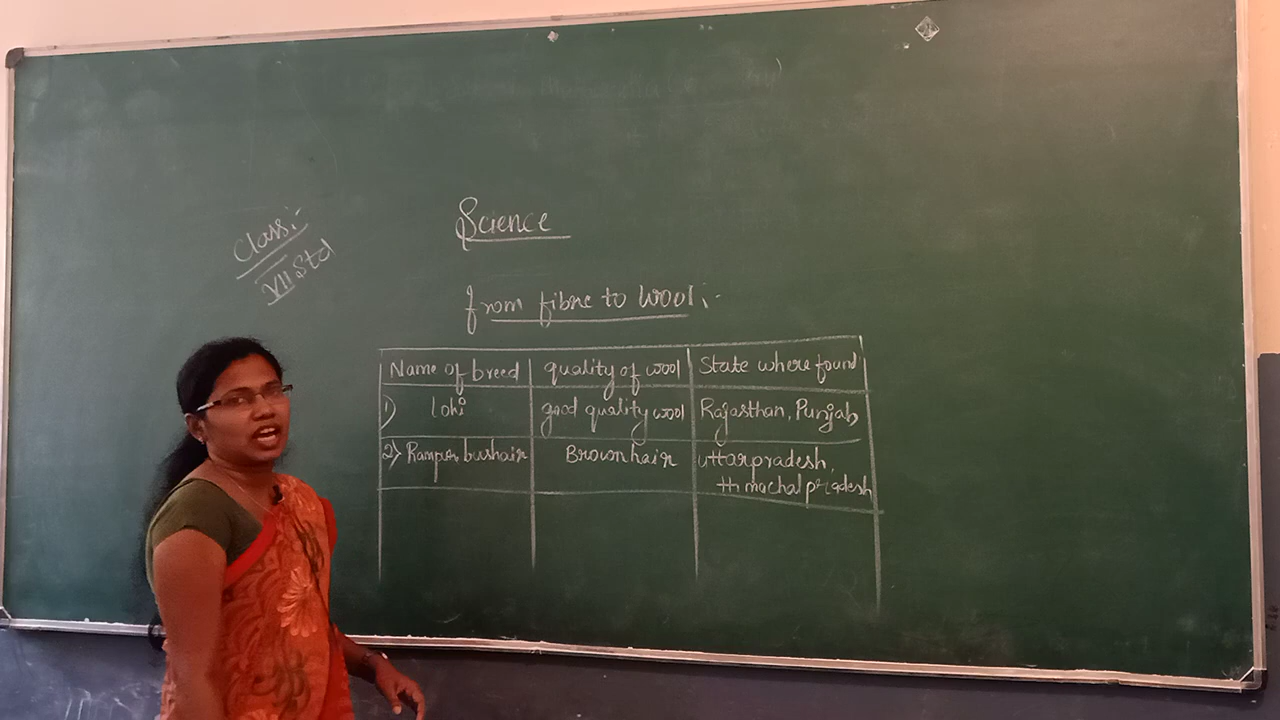 Class:-
VII Std
Science
from fibre to wool:-
Name of breed | quality of wool | State where found
1) Lohi | good quality wool | Rajasthan, Punjab
2) Rampur bushair | Brown hair | uttarpradesh,
Himachal pradesh